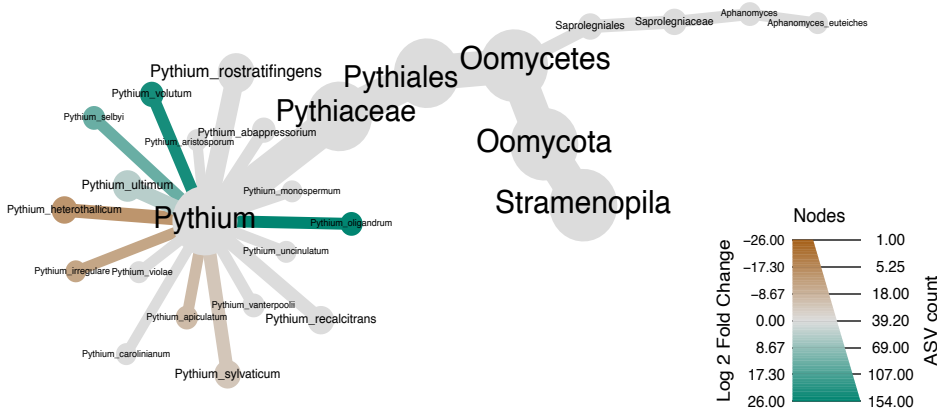 Aphanomyces
Saprolegniales
Saprolegniaceae
Aphanomyces_euteiches
Oomycetes
Pythium_rostratifingens
Pythiales
Pythium_volutum
Pythiaceae
Pythium_selbyi
Pythium_abappressorium
Pythium_aristosporum
Oomycota
Pythium_ultimum
Pythium_monospermum
Stramenopila
Pythium_heterothallicum
Pythium
Pythium_oligandrum
Nodes
Pythium_uncinulatum
Pythium_irregulare
Pythium_violae
Pythium_vanterpoolii
Pythium_apiculatum
Pythium_recalcitrans
Pythium_carolinianum
Pythium_sylvaticum
Log 2 Fold Change
-26.00
-17.30
-8.67
0.00
8.67
17.30
26.00
1.00
5.25
18.00
39.20
69.00
107.00
154.00
ASV count